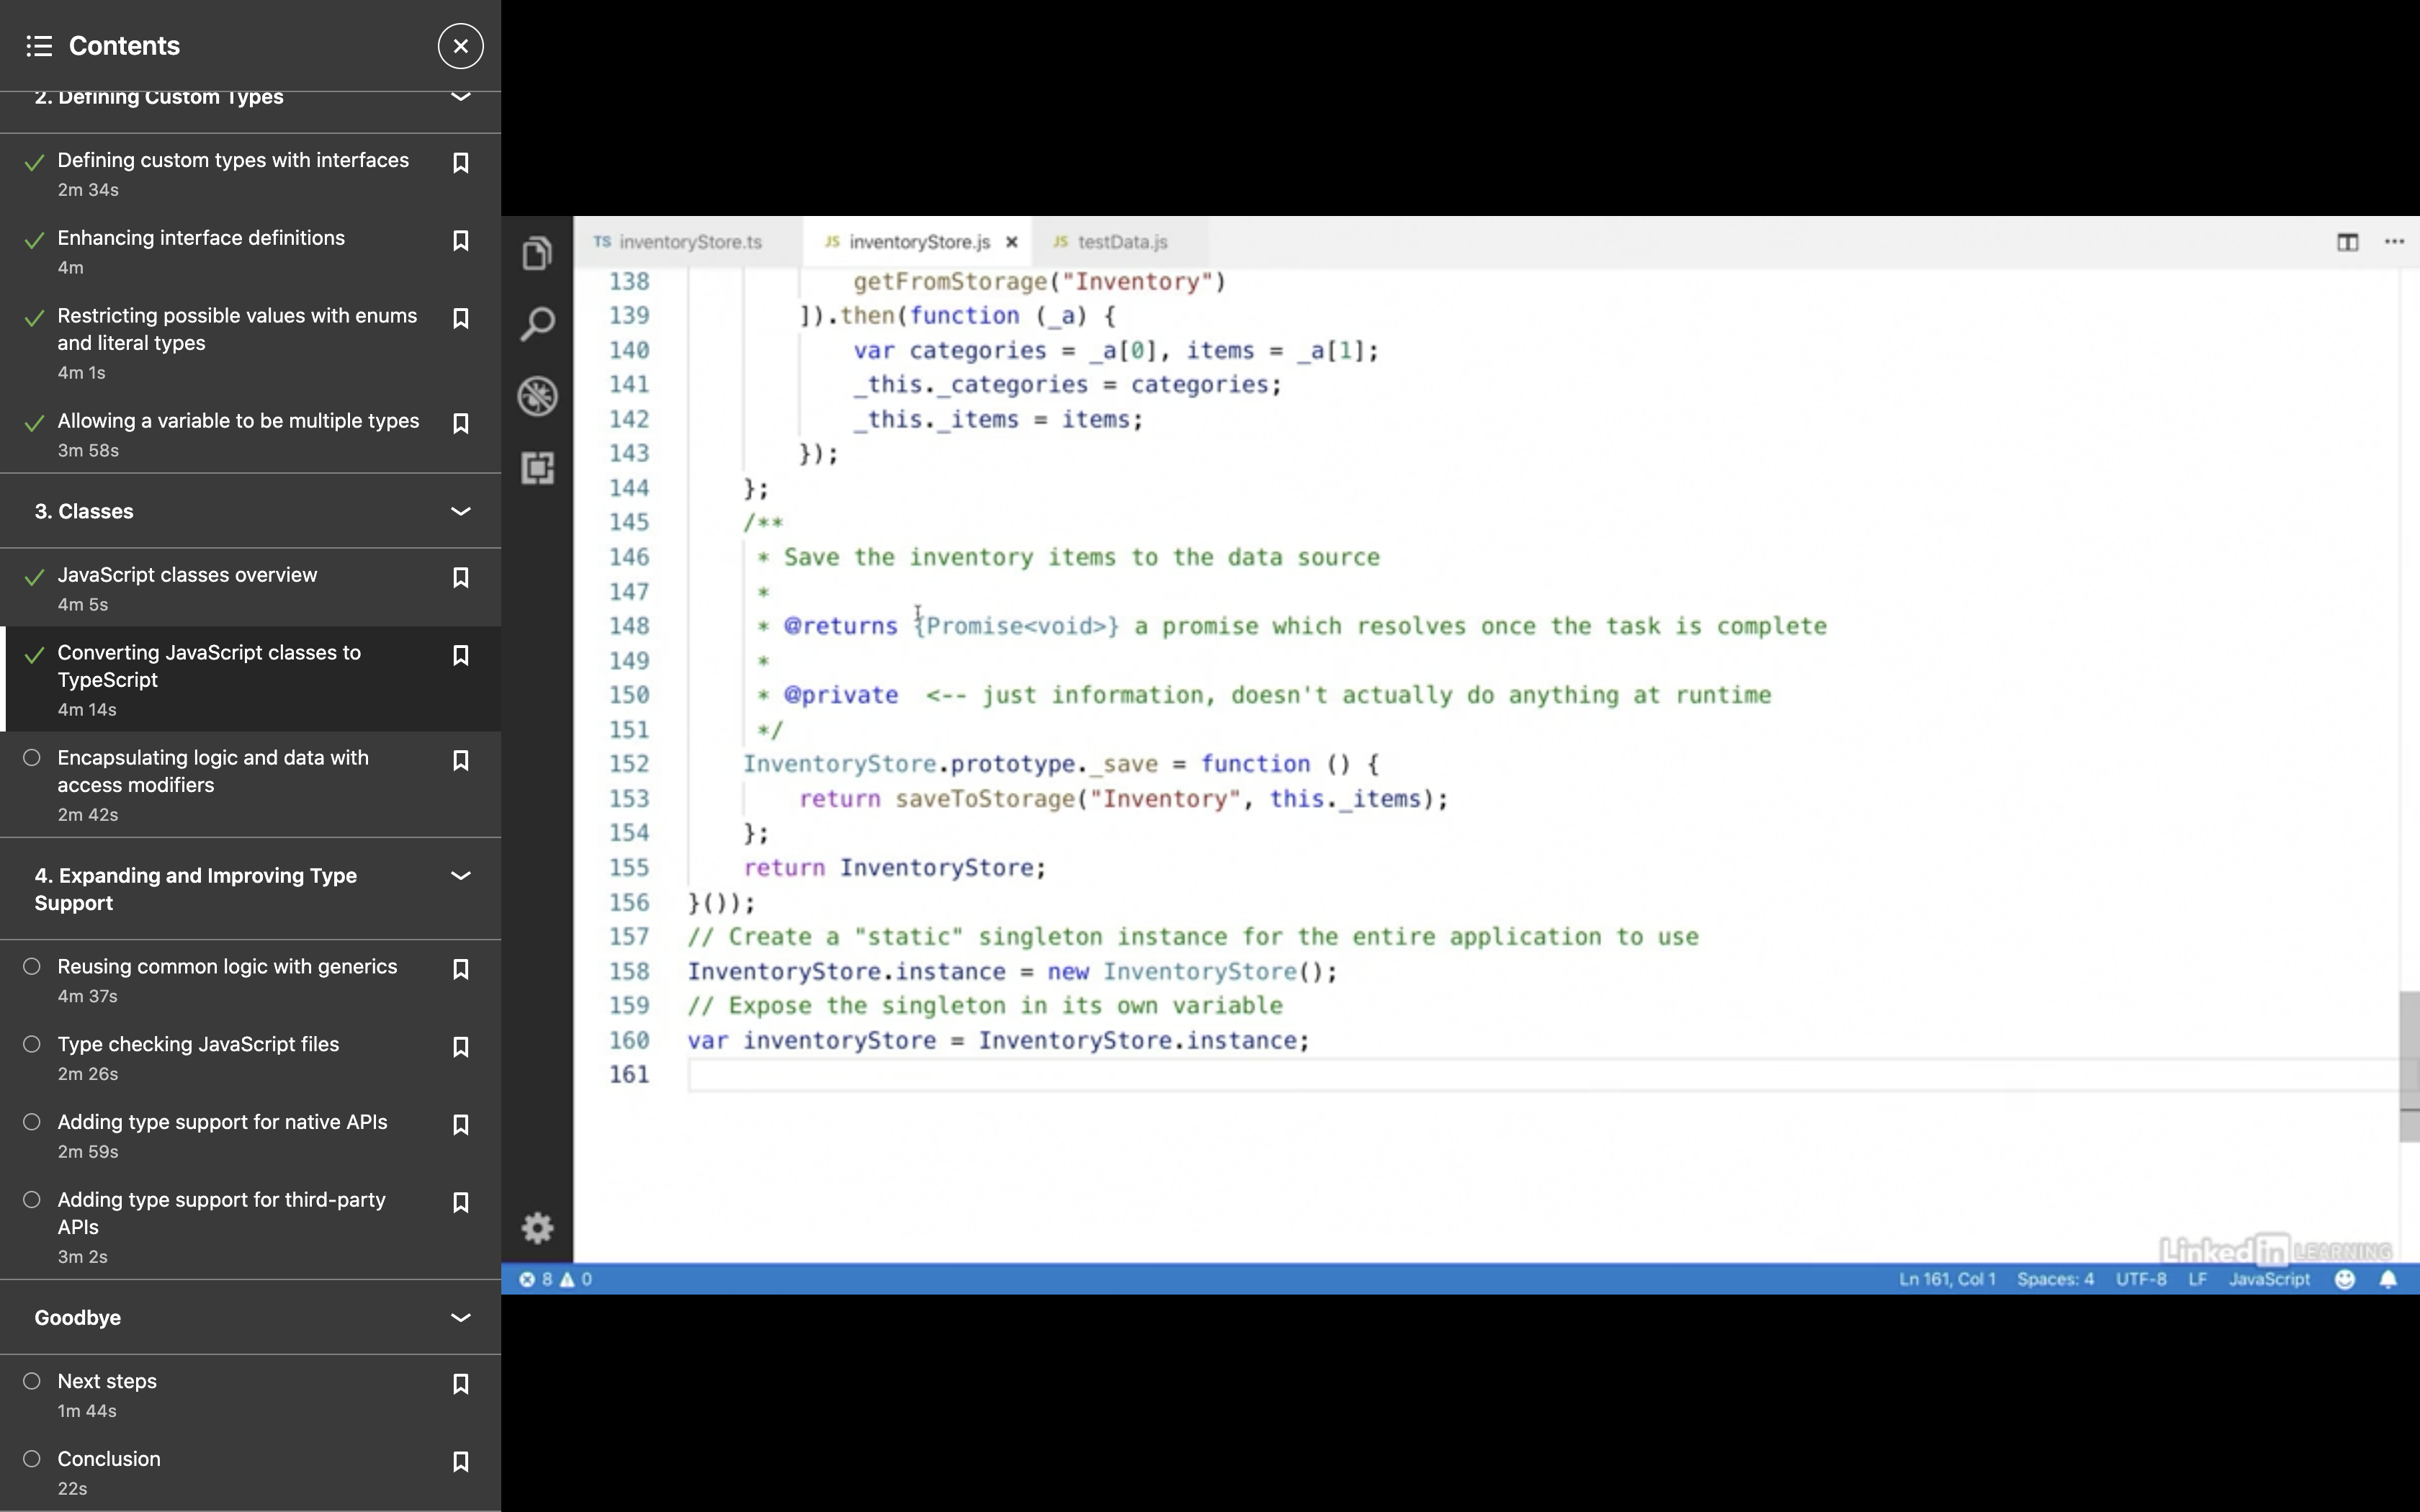 Contents
2. Defining Custom Types
Defining custom types with interfaces
2m 34s
Enhancing interface definitions
4m
Restricting possible values with enums
and literal types
4m 1s
Allowing a variable to be multiple types
3m 58s
3. Classes
JavaScript classes overview
4m 5s
Converting JavaScript classes to
TypeScript
4m 14s
Encapsulating logic and data with
access modifiers
2m 42s
4. Expanding and Improving Type
Support
Reusing common logic with generics
4m 37s
Type checking JavaScript files
2m 26s
Adding type support for native APIs
2m 59s
Adding type support for third-party
APIs
3m 2s
Goodbye
Next steps
1m 44s
Conclusion
22s
TS inventoryStore.ts JS inventoryStore.js × JS testData.js ...
138 getFromStorage("Inventory")
139 ]).then(function (_a) {
140 var categories = _a[0], items = _a[1];
141 _this._categories = categories;
142 _this._items = items;
143 });
144 };
145 /**
146 * Save the inventory items to the data source
147 *
148 * @returns {Promise<void>} a promise which resolves once the task is complete
149 *
150 * @private <-- just information, doesn't actually do anything at runtime
151 */
152 InventoryStore.prototype._save = function () {
153 return saveToStorage("Inventory", this._items);
154 };
155 return InventoryStore;
156 }());
157 // Create a "static" singleton instance for the entire application to use
158 InventoryStore.instance = new InventoryStore();
159 // Expose the singleton in its own variable
160 var inventoryStore = InventoryStore.instance;
161
Linked in LEARNING
8 0 Ln 161, Col 1 Spaces: 4 UTF-8 LF JavaScript